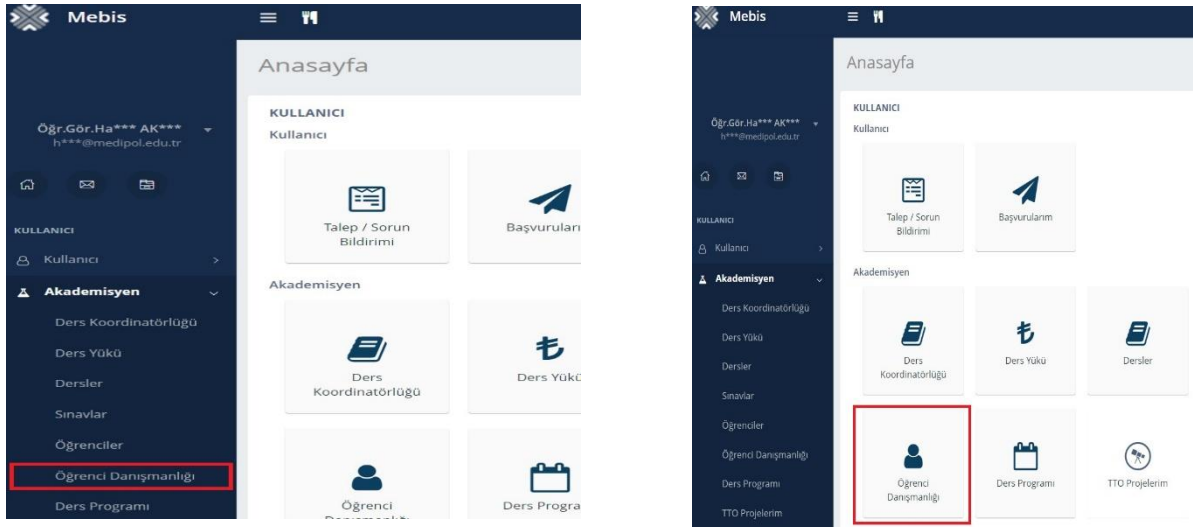 Mebis
Anasayfa
Öğr.Gör.Ha*** AK***
h***@medipol.edu.tr
KULLANICI
Kullanıcı
Akademisyen
Ders Koordinatörlüğü
Ders Yükü
Dersler
Sınavlar
Öğrenciler
Öğrenci Danışmanlığı
Ders Programı
KULLANICI
Kullanıcı
Talep / Sorun
Bildirimi
Başvuruları
Akademisyen
Ders
Koordinatörlüğü
Ders Yükü
Öğrenci
Ders Progra
Mebis
Anasayfa
Öğr.Gör.Ha*** AK***
h***@medipol.edu.tr
KULLANICI
Kullanıcı
Akademisyen
Ders Koordinatörlüğü
Ders Yükü
Dersler
Sınavlar
Öğrenciler
Öğrenci Danışmanlığı
Ders Programı
TTO Projelerim
KULLANICI
Kullanıcı
Talep / Sorun
Bildirimi
Başvurularım
Akademisyen
Ders
Koordinatörlüğü
Ders Yükü
Dersler
Öğrenci
Danışmanlığı
Ders Programı
TTO Projelerim